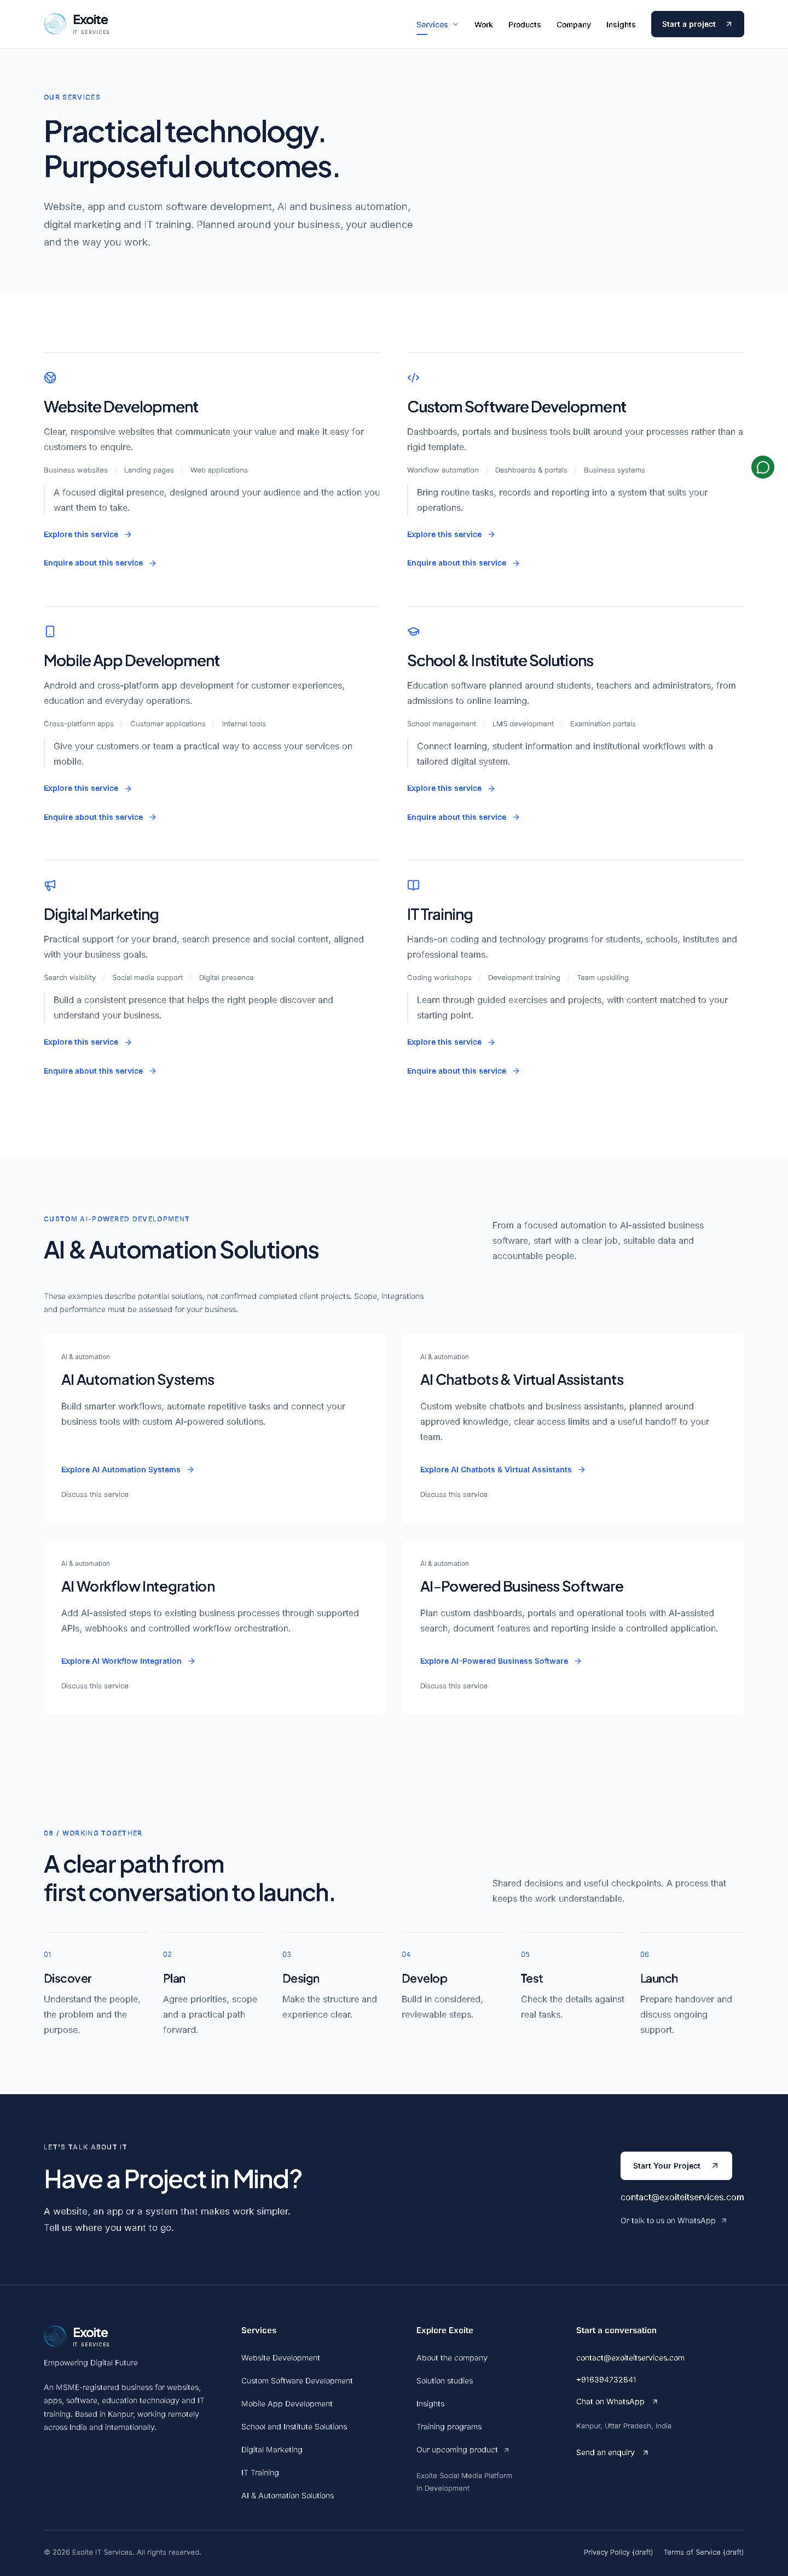 Exoite
IT SERVICES
Services
Work
Products
Company
Insights
Start a project
OUR SERVICES
Practical technology.
Purposeful outcomes.
Website, app and custom software development, AI and business automation,
digital marketing and IT training. Planned around your business, your audience
and the way you work.
Website Development
Clear, responsive websites that communicate your value and make it easy for
customers to enquire.
Business websites / Landing pages / Web applications
A focused digital presence, designed around your audience and the action you
want them to take.
Explore this service
Enquire about this service
Custom Software Development
Dashboards, portals and business tools built around your processes rather than a
rigid template.
Workflow automation / Dashboards & portals / Business systems
Bring routine tasks, records and reporting into a system that suits your
operations.
Explore this service
Enquire about this service
Mobile App Development
Android and cross-platform app development for customer experiences,
education and everyday operations.
Cross-platform apps / Customer applications / Internal tools
Give your customers or team a practical way to access your services on
mobile.
Explore this service
Enquire about this service
School & Institute Solutions
Education software planned around students, teachers and administrators, from
admissions to online learning.
School management / LMS development / Examination portals
Connect learning, student information and institutional workflows with a
tailored digital system.
Explore this service
Enquire about this service
Digital Marketing
Practical support for your brand, search presence and social content, aligned
with your business goals.
Search visibility / Social media support / Digital presence
Build a consistent presence that helps the right people discover and
understand your business.
Explore this service
Enquire about this service
IT Training
Hands-on coding and technology programs for students, schools, institutes and
professional teams.
Coding workshops / Development training / Team upskilling
Learn through guided exercises and projects, with content matched to your
starting point.
Explore this service
Enquire about this service
CUSTOM AI-POWERED DEVELOPMENT
AI & Automation Solutions
From a focused automation to AI-assisted business
software, start with a clear job, suitable data and
accountable people.
These examples describe potential solutions, not confirmed completed client projects. Scope, integrations
and performance must be assessed for your business.
AI & automation
AI Automation Systems
Build smarter workflows, automate repetitive tasks and connect your
business tools with custom AI-powered solutions.
Explore AI Automation Systems
Discuss this service
AI & automation
AI Chatbots & Virtual Assistants
Custom website chatbots and business assistants, planned around
approved knowledge, clear access limits and a useful handoff to your
team.
Explore AI Chatbots & Virtual Assistants
Discuss this service
AI & automation
AI Workflow Integration
Add AI-assisted steps to existing business processes through supported
APIs, webhooks and controlled workflow orchestration.
Explore AI Workflow Integration
Discuss this service
AI & automation
AI-Powered Business Software
Plan custom dashboards, portals and operational tools with AI-assisted
search, document features and reporting inside a controlled application.
Explore AI-Powered Business Software
Discuss this service
06 / WORKING TOGETHER
A clear path from
first conversation to launch.
Shared decisions and useful checkpoints. A process that
keeps the work understandable.
01
Discover
Understand the people,
the problem and the
purpose.
02
Plan
Agree priorities, scope
and a practical path
forward.
03
Design
Make the structure and
experience clear.
04
Develop
Build in considered,
reviewable steps.
05
Test
Check the details against
real tasks.
06
Launch
Prepare handover and
discuss ongoing
support.
LET'S TALK ABOUT IT
Have a Project in Mind?
A website, an app or a system that makes work simpler.
Tell us where you want to go.
Start Your Project
contact@exoiteitservices.com
Or talk to us on WhatsApp
Exoite
IT SERVICES
Empowering Digital Future
An MSME-registered business for websites,
apps, software, education technology and IT
training. Based in Kanpur, working remotely
across India and internationally.
Services
Website Development
Custom Software Development
Mobile App Development
School and Institute Solutions
Digital Marketing
IT Training
AI & Automation Solutions
Explore Exoite
About the company
Solution studies
Insights
Training programs
Our upcoming product
Exoite Social Media Platform
In Development
Start a conversation
contact@exoiteitservices.com
+916394732841
Chat on WhatsApp
Kanpur, Uttar Pradesh, India
Send an enquiry
© 2026 Exoite IT Services. All rights reserved.
Privacy Policy (draft)
Terms of Service (draft)